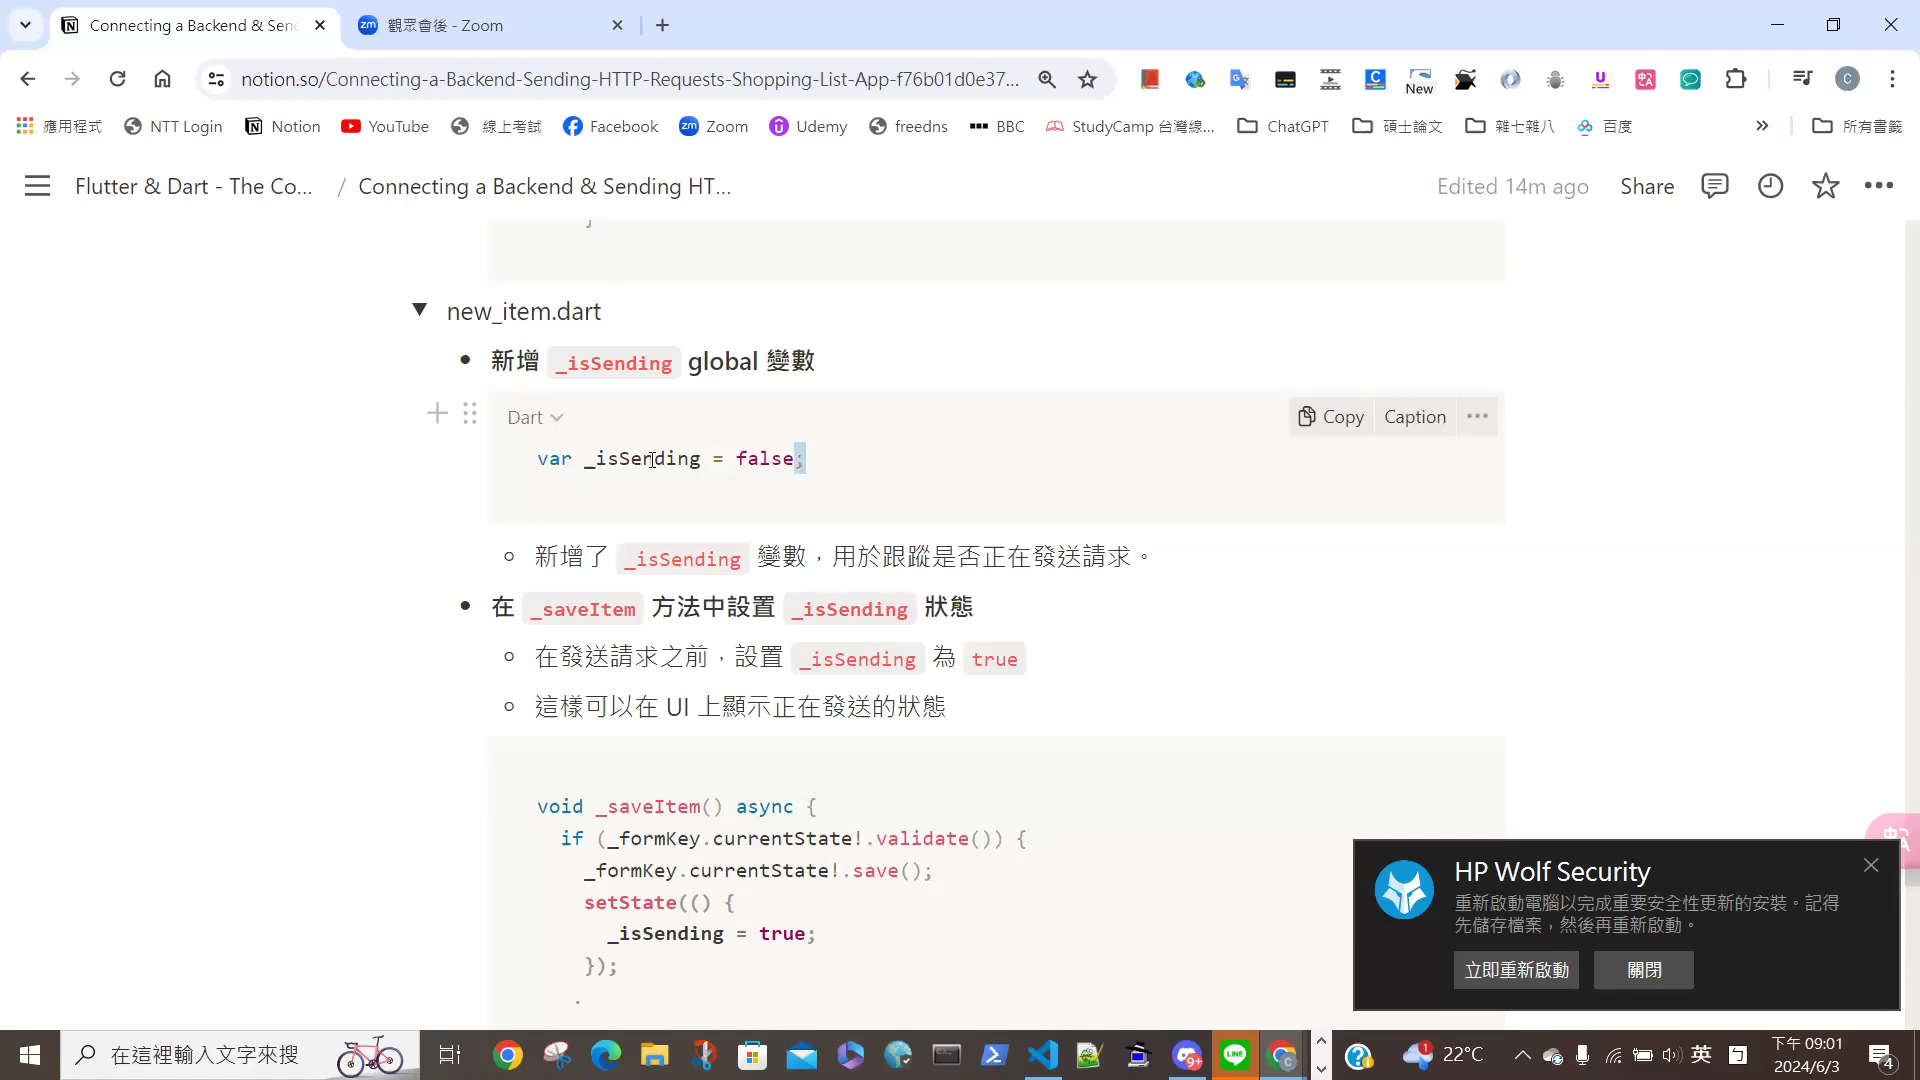 Connecting a Backend & Senc
觀眾會後 - Zoom
notion.so/Connecting-a-Backend-Sending-HTTP-Requests-Shopping-List-App-f76b01d0e37...
New
應用程式
NTT Login
Notion
YouTube
線上考試
Facebook
Zoom
Udemy
freedns
BBC
StudyCamp 台灣線...
ChatGPT
碩士論文
雜七雜八
百度
所有書籤
Flutter & Dart - The Co... / Connecting a Backend & Sending HT...
Edited 14m ago
Share
}
new_item.dart
新增 _isSending global 變數
Dart
Copy
Caption
var _isSending = false;
新增了 _isSending 變數，用於跟蹤是否正在發送請求。
在 _saveItem 方法中設置 _isSending 狀態
在發送請求之前，設置 _isSending 為 true
這樣可以在 UI 上顯示正在發送的狀態
void _saveItem() async {
if (_formKey.currentState!.validate()) {
_formKey.currentState!.save();
setState(() {
_isSending = true;
});
.
HP Wolf Security
重新啟動電腦以完成重要安全性更新的安裝。記得
先儲存檔案，然後再重新啟動。
立即重新啟動
關閉
在這裡輸入文字來搜
9+
LINE
1
22°C
英
下午 09:01
2024/6/3
4